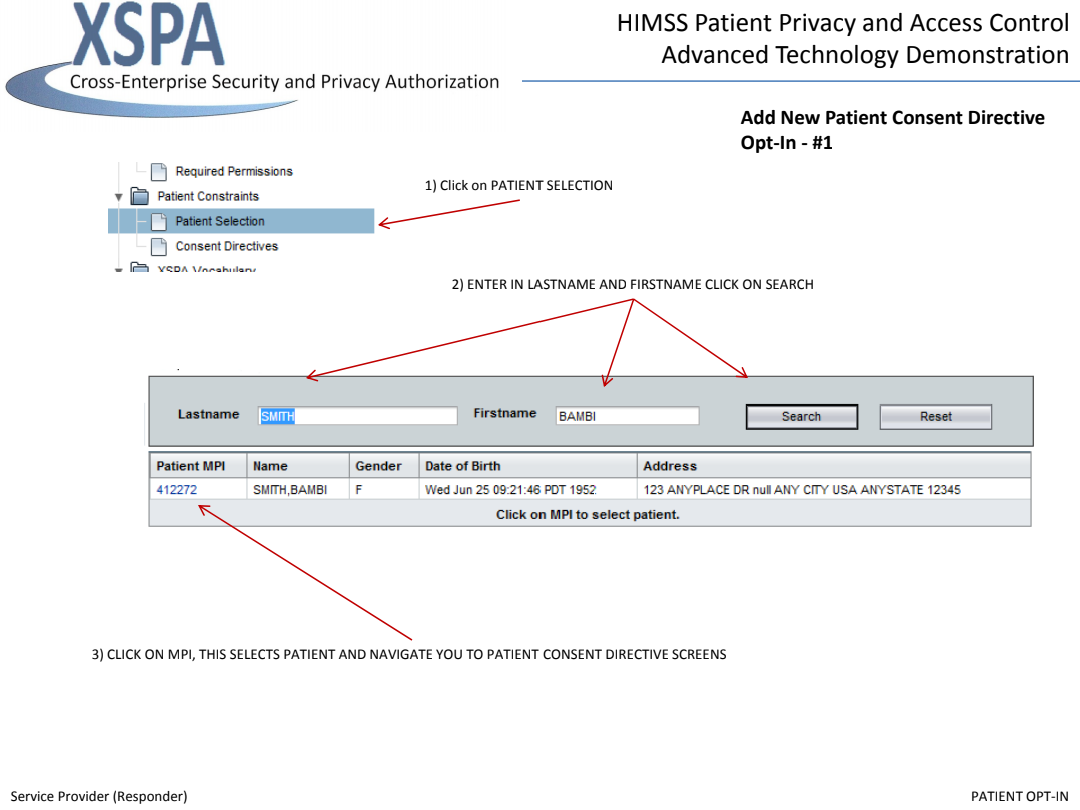 XSPA
Cross-Enterprise Security and Privacy Authorization
HIMSS Patient Privacy and Access Control
Advanced Technology Demonstration
Add New Patient Consent Directive
Opt-In - #1
Required Permissions
Patient Constraints
Patient Selection
Consent Directives
XSPA Vocabulary
1) Click on PATIENT SELECTION
2) ENTER IN LASTNAME AND FIRSTNAME CLICK ON SEARCH
Lastname SMITH Firstname BAMBI Search Reset
Patient MPI Name Gender Date of Birth Address
412272 SMITH,BAMBI F Wed Jun 25 09:21:46 PDT 1952 123 ANYPLACE DR null ANY CITY USA ANYSTATE 12345
Click on MPI to select patient.
3) CLICK ON MPI, THIS SELECTS PATIENT AND NAVIGATE YOU TO PATIENT CONSENT DIRECTIVE SCREENS
Service Provider (Responder)
PATIENT OPT-IN